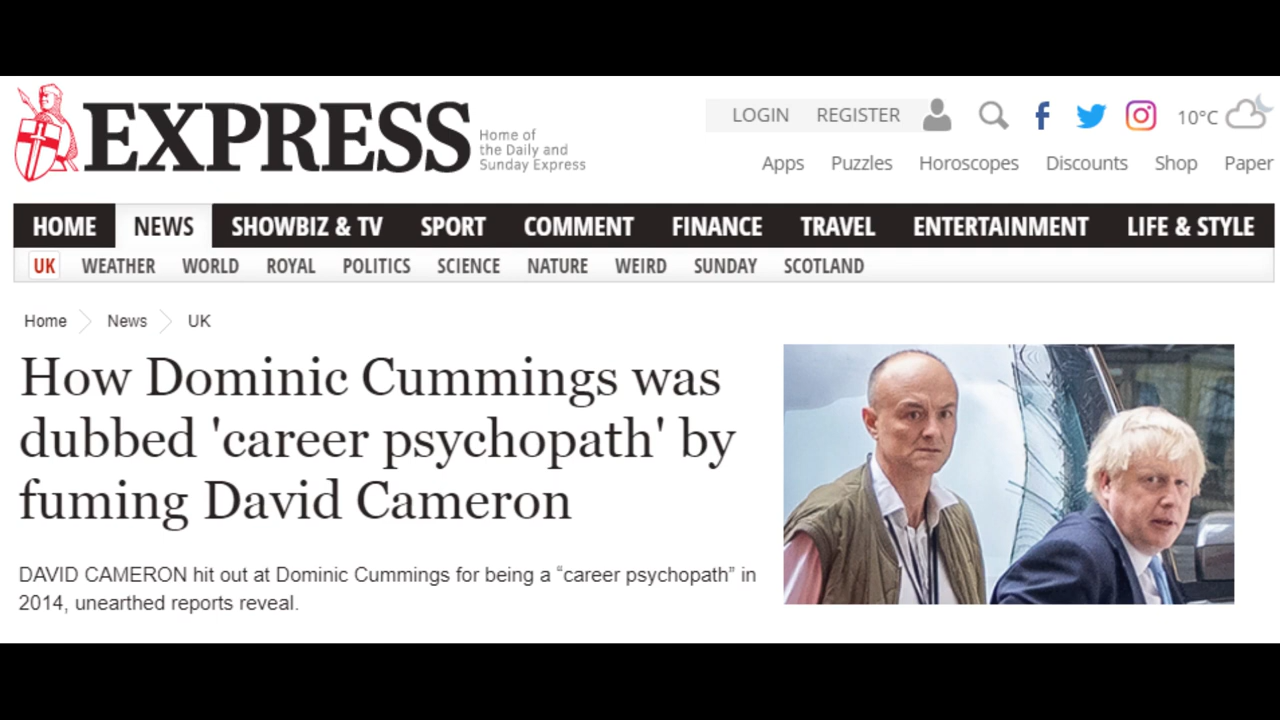 EXPRESS
Home of
the Daily and
Sunday Express
LOGIN REGISTER
10°C
Apps Puzzles Horoscopes Discounts Shop Paper
HOME NEWS SHOWBIZ & TV SPORT COMMENT FINANCE TRAVEL ENTERTAINMENT LIFE & STYLE
UK WEATHER WORLD ROYAL POLITICS SCIENCE NATURE WEIRD SUNDAY SCOTLAND
Home News UK
How Dominic Cummings was
dubbed 'career psychopath' by
fuming David Cameron
DAVID CAMERON hit out at Dominic Cummings for being a “career psychopath” in
2014, unearthed reports reveal.